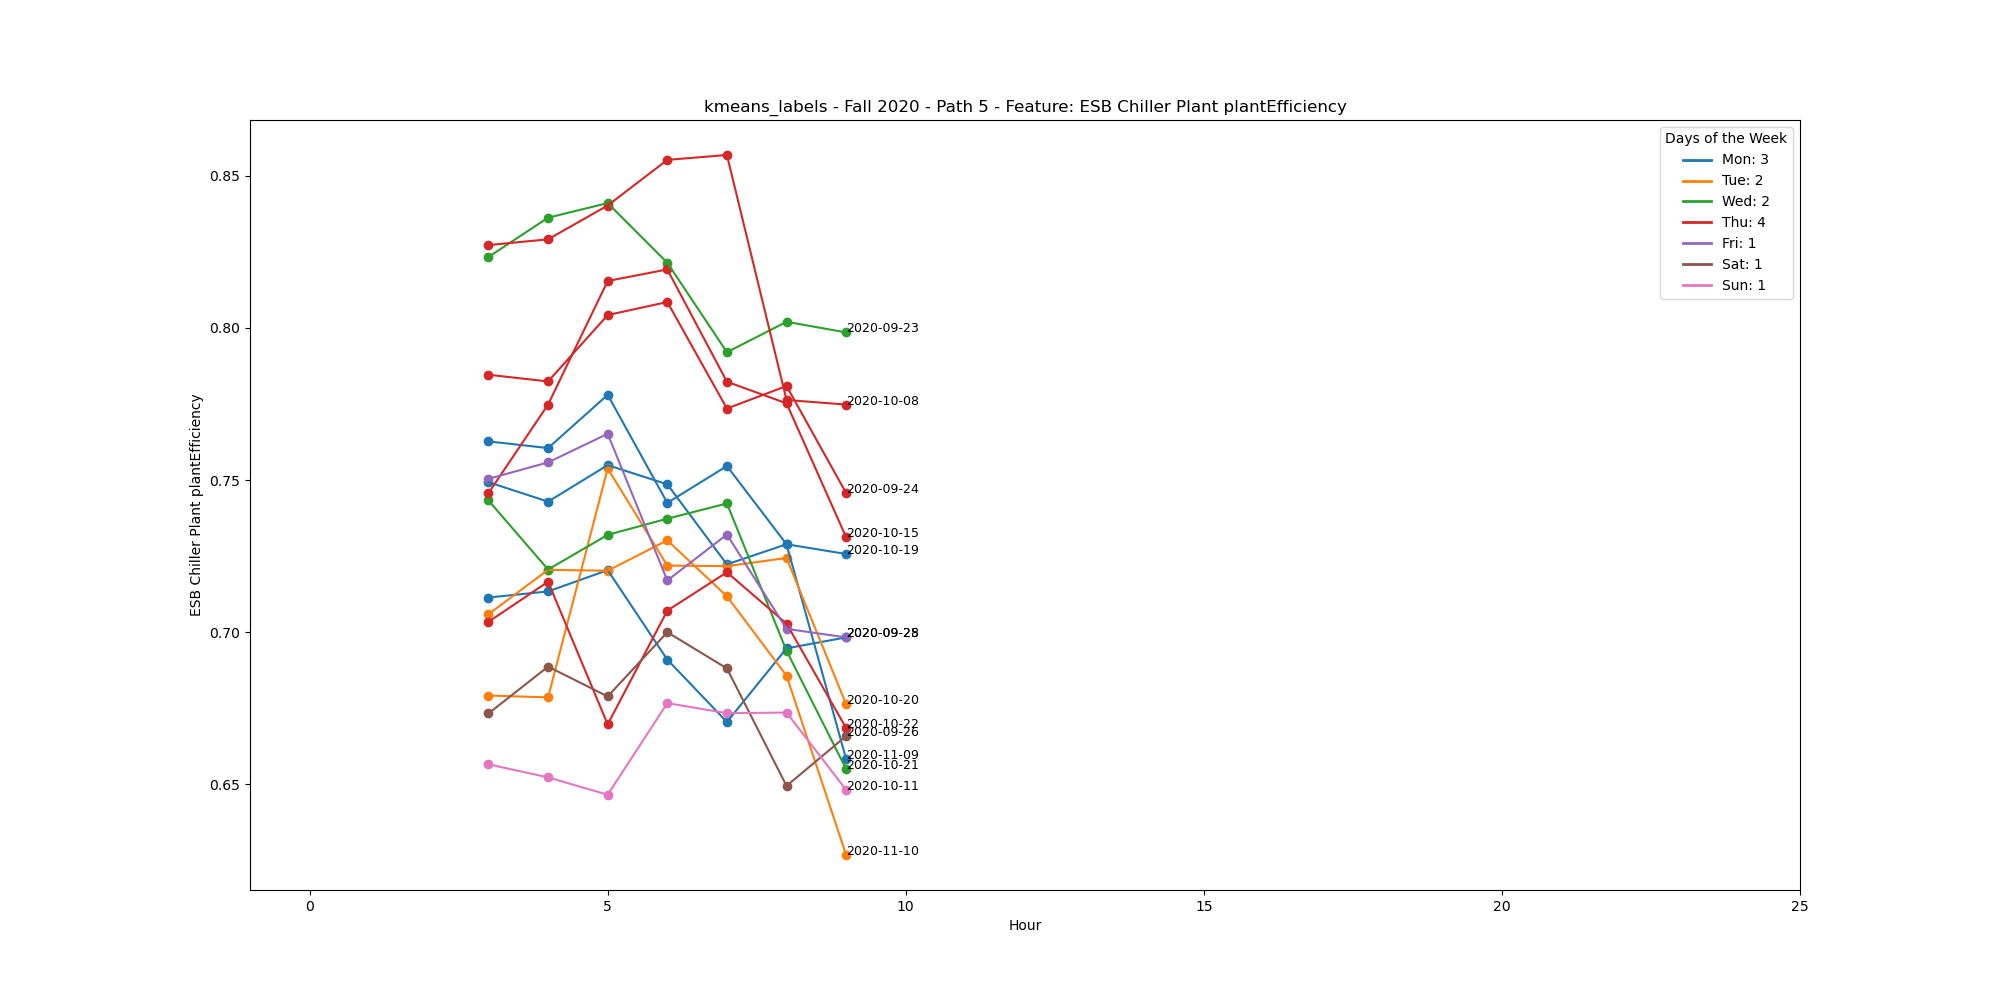 kmeans_labels - Fall 2020 - Path 5 - Feature: ESB Chiller Plant plantEfficiency
Days of the Week
Mon: 3
Tue: 2
Wed: 2
Thu: 4
Fri: 1
Sat: 1
Sun: 1
ESB Chiller Plant plantEfficiency
0.85
0.80
0.75
0.70
0.65
2020-09-23
2020-10-08
2020-09-24
2020-10-15
2020-10-19
2020-10-20
2020-10-22
2020-09-26
2020-11-09
2020-10-21
2020-10-11
2020-11-10
0
5
10
15
20
25
Hour